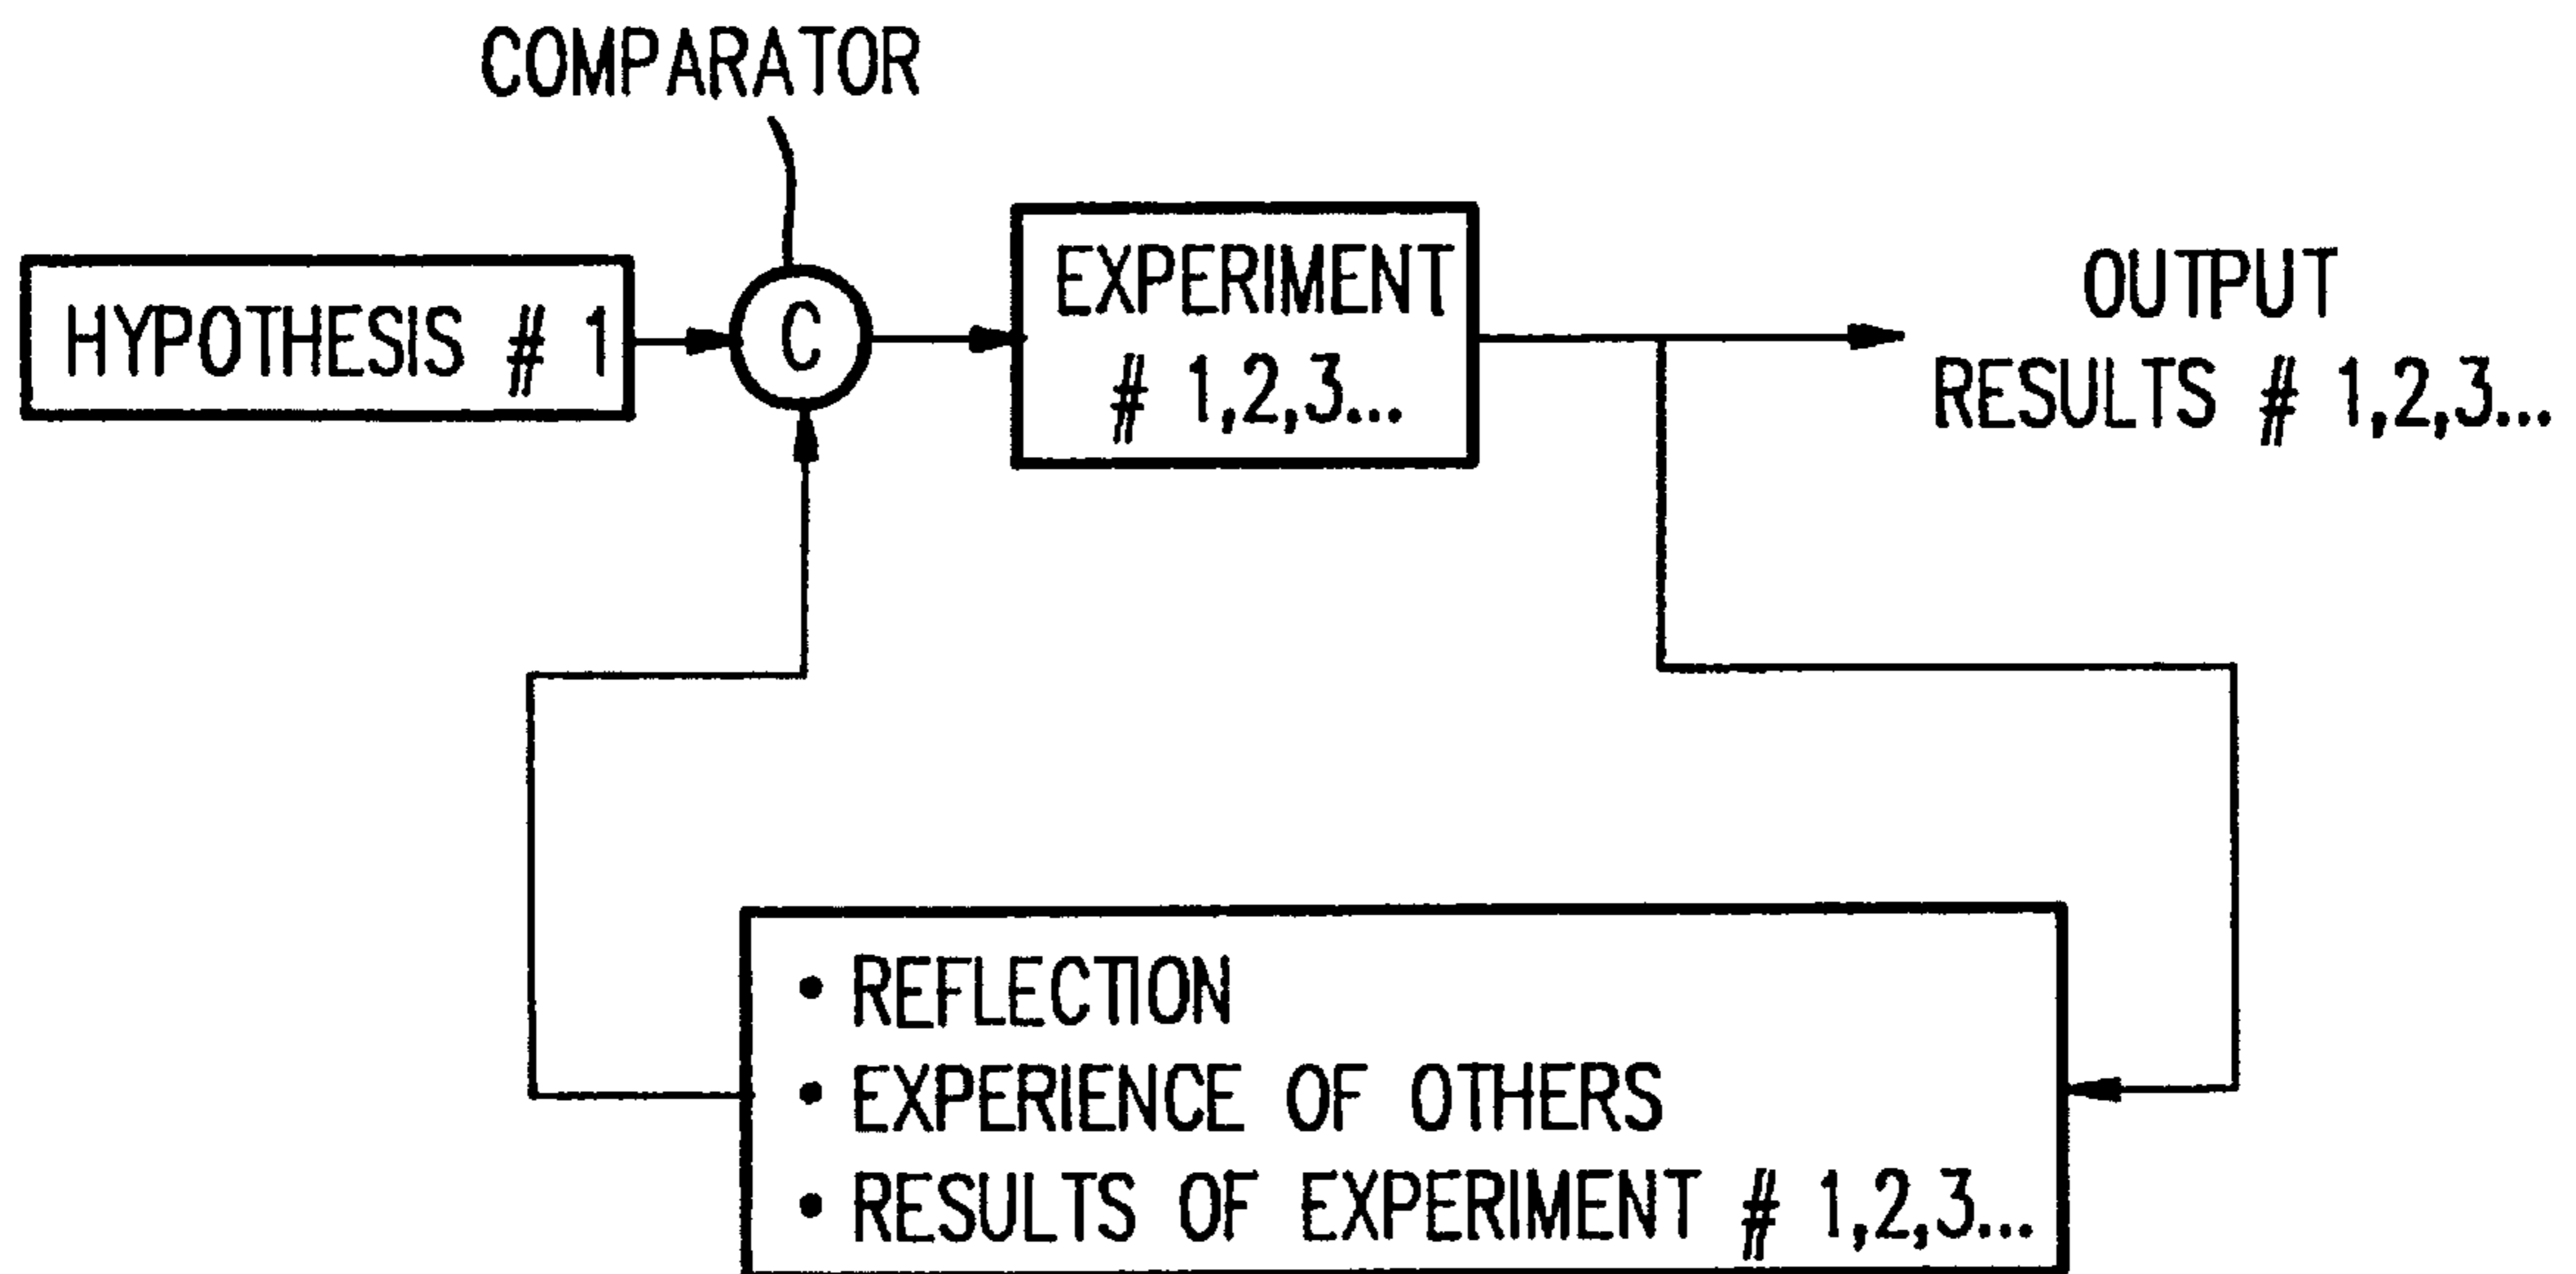 COMPARATOR
HYPOTHESIS # 1
C
EXPERIMENT
# 1,2,3...
OUTPUT
RESULTS # 1,2,3...
• REFLECTION
• EXPERIENCE OF OTHERS
• RESULTS OF EXPERIMENT # 1,2,3...